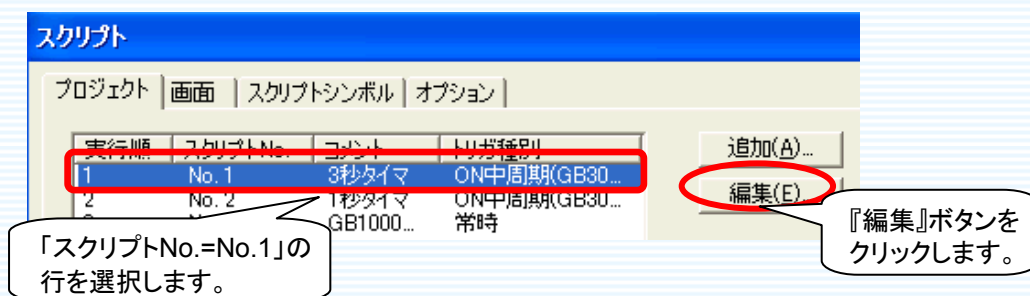 スクリプト
プロジェクト 画面 スクリプトシンボル オプション
実行順 スクリプトNo. コメント トリガ種別
追加(A)...
1 No. 1 3秒タイマ ON中周期(GB30...
編集(E)...
2 No. 2 1秒タイマ ON中周期(GB30...
GB1000... 常時
「スクリプトNo.=No.1」の
行を選択します。
『編集』ボタンを
クリックします。